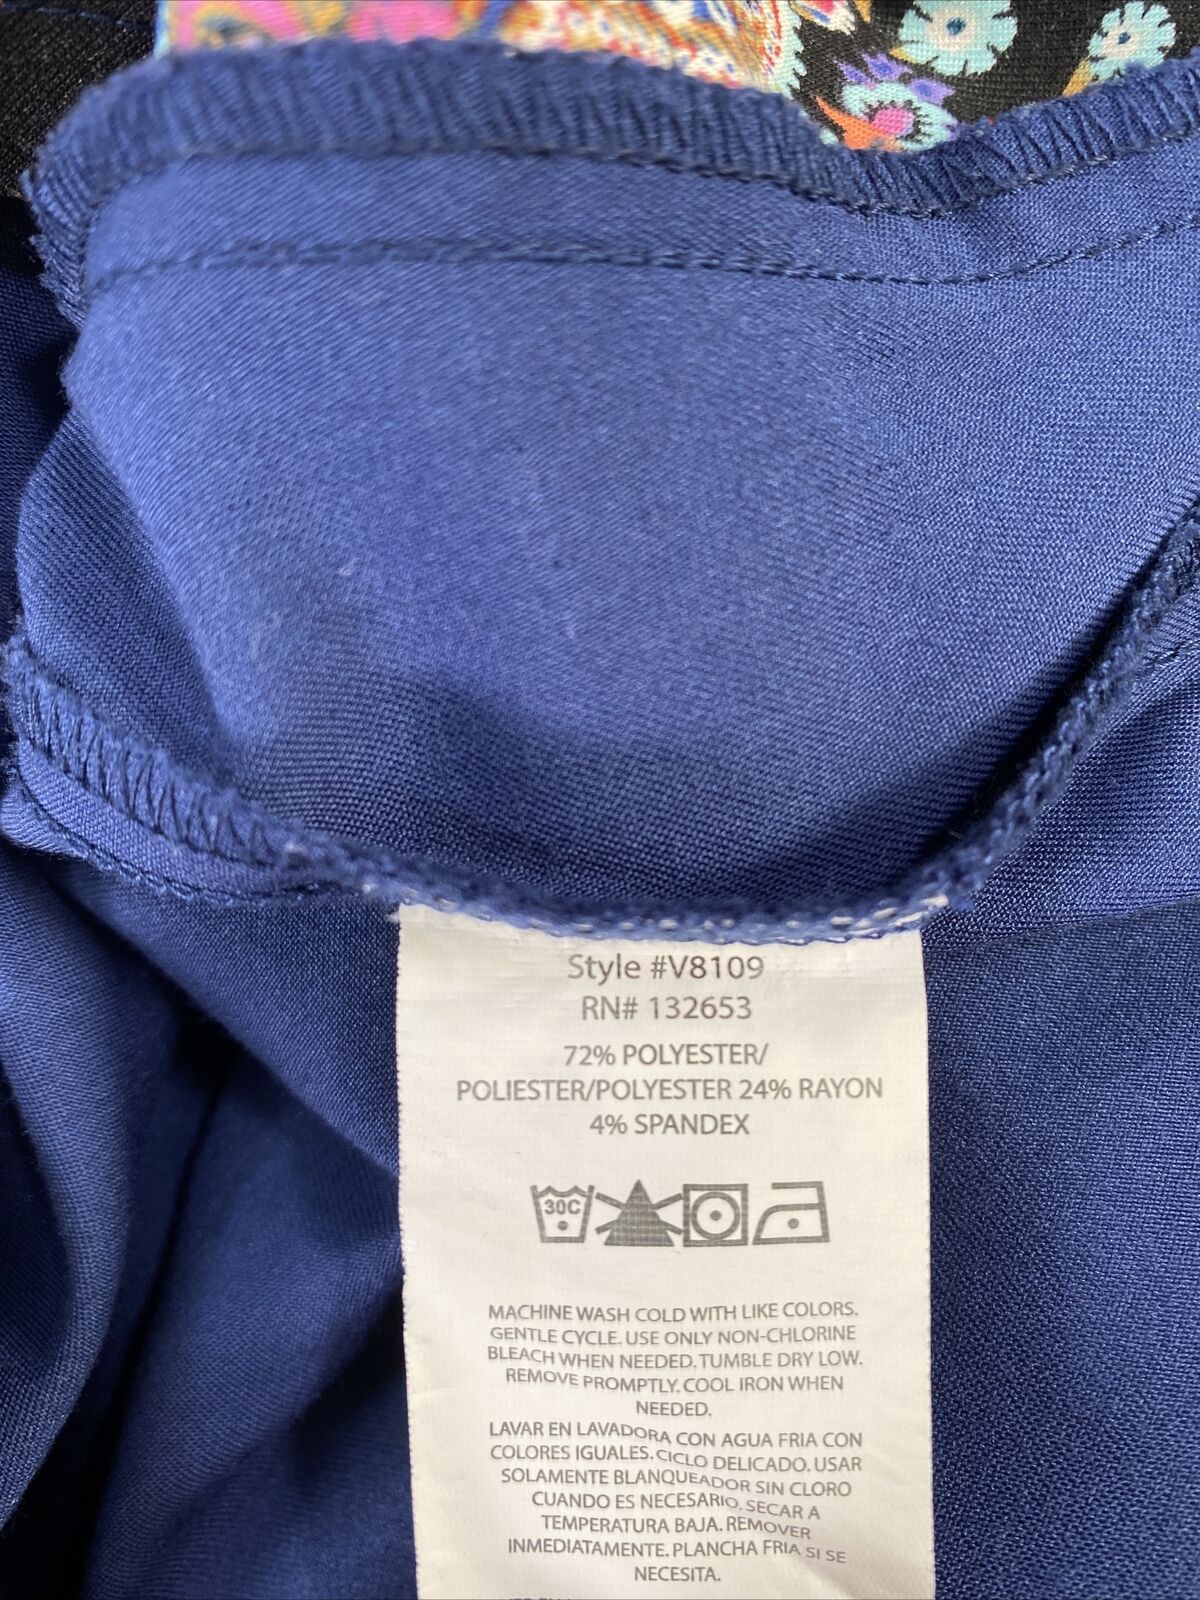 Style #V8109
RN# 132653
72% POLYESTER/
POLIESTER/POLYESTER 24% RAYON
4% SPANDEX
30C
MACHINE WASH COLD WITH LIKE COLORS.
GENTLE CYCLE. USE ONLY NON-CHLORINE
BLEACH WHEN NEEDED. TUMBLE DRY LOW.
REMOVE PROMPTLY. COOL IRON WHEN
NEEDED.
LAVAR EN LAVADORA CON AGUA FRIA CON
COLORES IGUALES. CICLO DELICADO. USAR
SOLAMENTE BLANQUEADOR SIN CLORO
CUANDO ES NECESARIO. SECAR A
TEMPERATURA BAJA. REMOVER
INMEDIATAMENTE. PLANCHA FRIA SI SE
NECESITA.